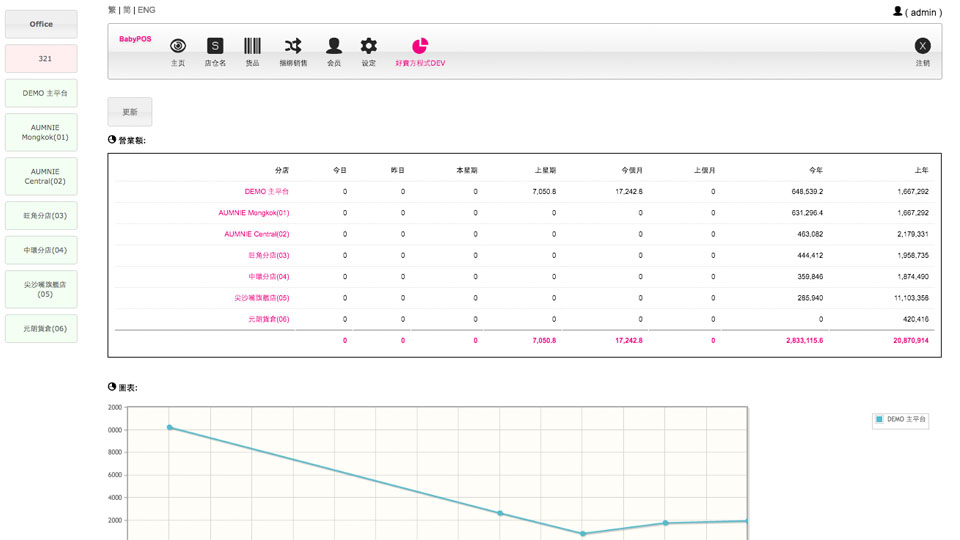 繁 | 简 | ENG
( admin )
Office
321
DEMO 主平台
AUMNIE
Mongkok(01)
AUMNIE
Central(02)
旺角分店(03)
中環分店(04)
尖沙嘴旗艦店
(05)
元朗貨倉(06)
BabyPOS
主页
S
店仓名
货品
捆绑销售
会员
设定
好賣方程式DEV
X
注销
更新
營業額:
分店 今日 昨日 本星期 上星期 今個月 上個月 今年 上年
DEMO 主平台 0 0 0 7,050.8 17,242.6 0 648,539.2 1,667,292
AUMNIE Mongkok(01) 0 0 0 0 0 0 631,296.4 1,667,292
AUMNIE Central(02) 0 0 0 0 0 0 463,082 2,179,331
旺角分店(03) 0 0 0 0 0 0 444,412 1,958,735
中環分店(04) 0 0 0 0 0 0 359,846 1,874,490
尖沙嘴旗艦店(05) 0 0 0 0 0 0 285,940 11,103,358
元朗貨倉(06) 0 0 0 0 0 0 0 420,416
0 0 0 7,050.8 17,242.8 0 2,833,115.6 20,870,914
圖表:
2000
0000
8000
6000
4000
2000
DEMO 主平台